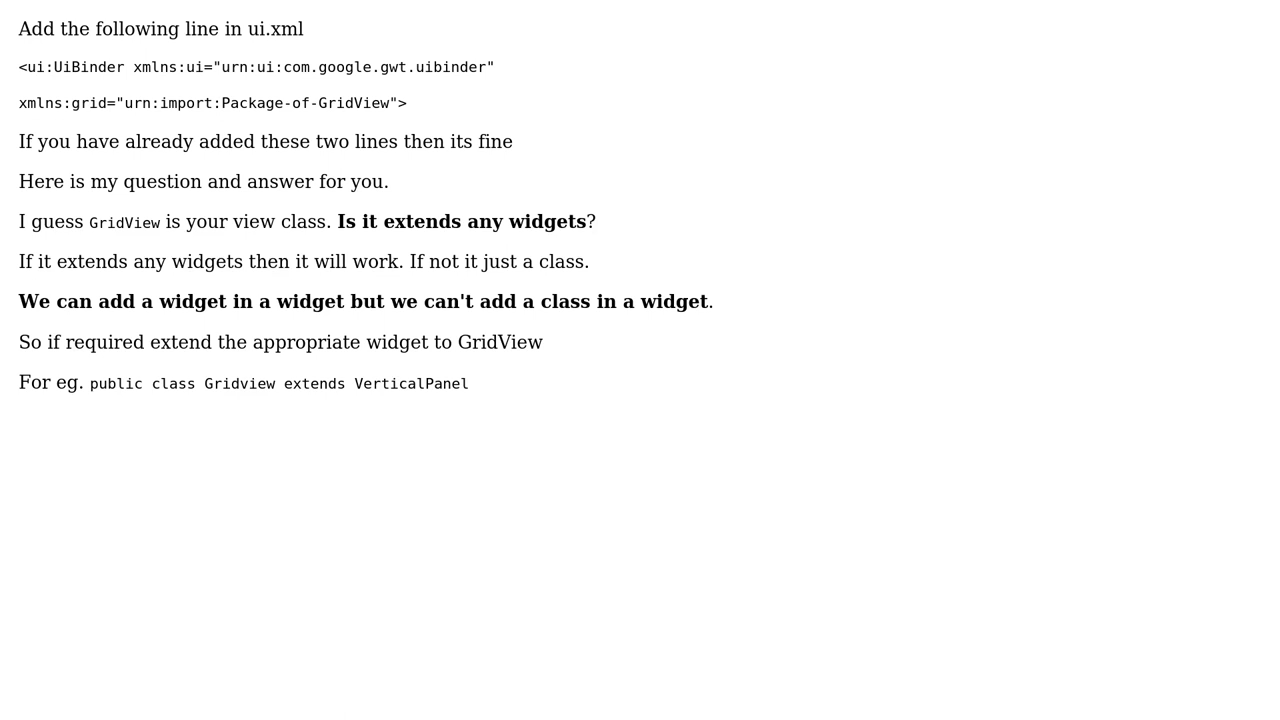 Add the following line in ui.xml
<ui:UiBinder xmlns:ui="urn:ui:com.google.gwt.uibinder"
xmlns:grid="urn:import:Package-of-GridView">
If you have already added these two lines then its fine
Here is my question and answer for you.
I guess GridView is your view class. Is it extends any widgets?
If it extends any widgets then it will work. If not it just a class.
We can add a widget in a widget but we can't add a class in a widget.
So if required extend the appropriate widget to GridView
For eg. public class Gridview extends VerticalPanel